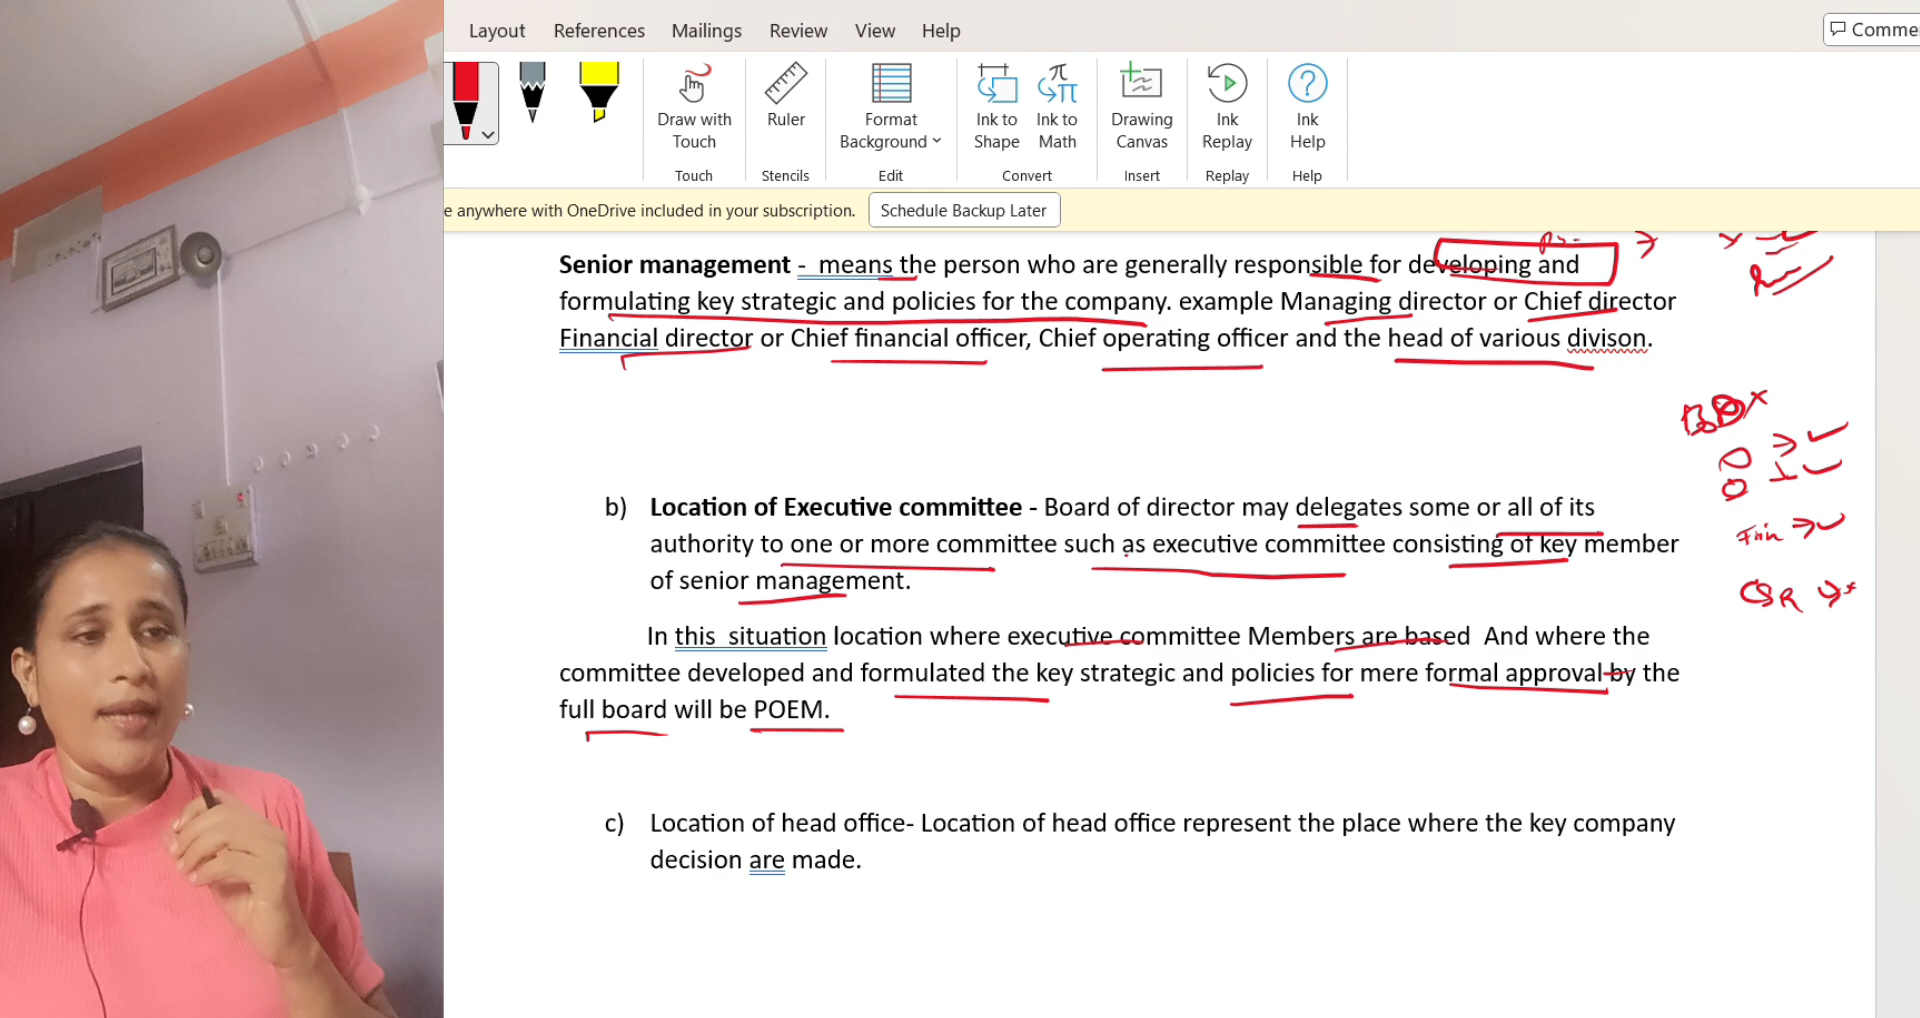 Layout References Mailings Review View Help
Comme
Draw with Touch
Ruler
Format Background
Ink to Shape
Ink to Math
Drawing Canvas
Ink Replay
Ink Help
Touch Stencils Edit Convert Insert Replay Help
e anywhere with OneDrive included in your subscription. Schedule Backup Later
Senior management - means the person who are generally responsible for developing and
formulating key strategic and policies for the company. example Managing director or Chief director
Financial director or Chief financial officer, Chief operating officer and the head of various divison.
b) Location of Executive committee - Board of director may delegates some or all of its
authority to one or more committee such as executive committee consisting of key member
of senior management.
In this situation location where executive committee Members are based And where the
committee developed and formulated the key strategic and policies for mere formal approval by the
full board will be POEM.
c) Location of head office- Location of head office represent the place where the key company
decision are made.